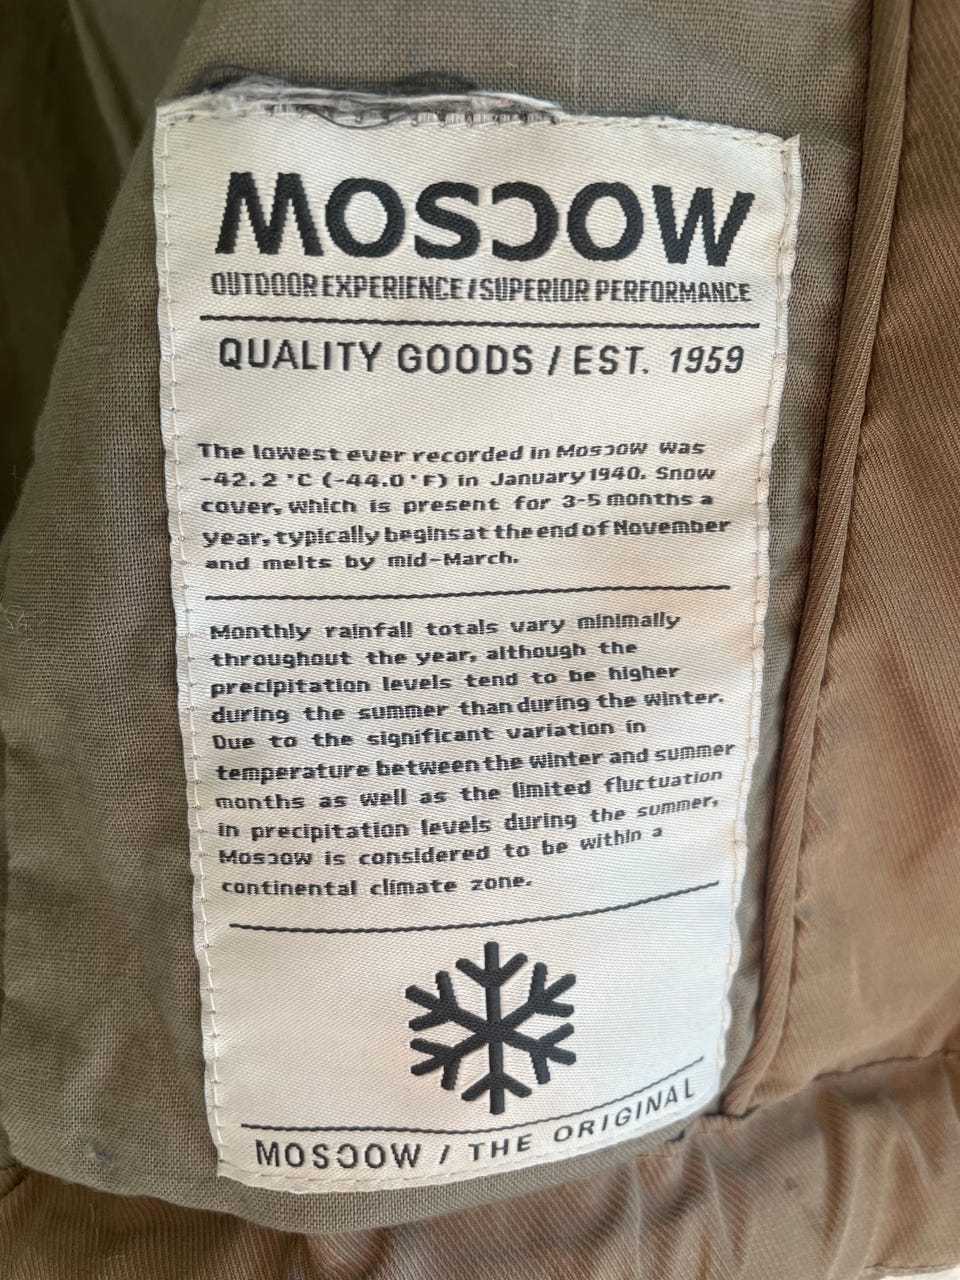 MOSƆOW
OUTDOOR EXPERIENCE / SUPERIOR PERFORMANCE
QUALITY GOODS / EST. 1959
The lowest ever recorded in Mosɔow was
-42.2 °C (-44.0 °F) in January 1940. Snow
cover, which is present for 3-5 months a
year, typically begins at the end of November
and melts by mid-March.
Monthly rainfall totals vary minimally
throughout the year, although the
precipitation levels tend to be higher
during the summer than during the winter.
Due to the significant variation in
temperature between the winter and summer
months as well as the limited fluctuation
in precipitation levels during the summer,
Mosɔow is considered to be within a
continental climate zone.
MOSƆOW / THE ORIGINAL